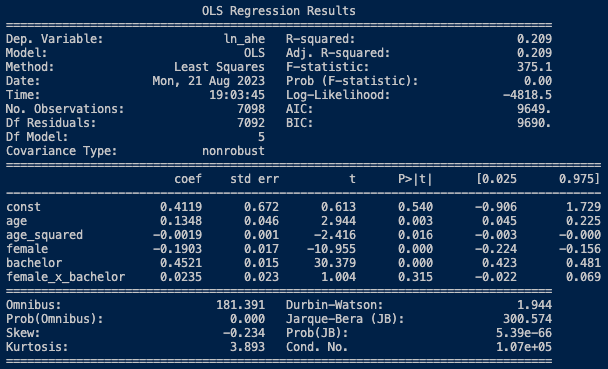 OLS Regression Results
==============================================================================
Dep. Variable: ln_ahe R-squared: 0.209
Model: OLS Adj. R-squared: 0.209
Method: Least Squares F-statistic: 375.1
Date: Mon, 21 Aug 2023 Prob (F-statistic): 0.00
Time: 19:03:45 Log-Likelihood: -4818.5
No. Observations: 7098 AIC: 9649.
Df Residuals: 7092 BIC: 9690.
Df Model: 5
Covariance Type: nonrobust
=====================================================================================
coef std err t P>|t| [0.025 0.975]
-------------------------------------------------------------------------------------
const 0.4119 0.672 0.613 0.540 -0.906 1.729
age 0.1348 0.046 2.944 0.003 0.045 0.225
age_squared -0.0019 0.001 -2.416 0.016 -0.003 -0.000
female -0.1903 0.017 -10.955 0.000 -0.224 -0.156
bachelor 0.4521 0.015 30.379 0.000 0.423 0.481
female_x_bachelor 0.0235 0.023 1.004 0.315 -0.022 0.069
==============================================================================
Omnibus: 181.391 Durbin-Watson: 1.944
Prob(Omnibus): 0.000 Jarque-Bera (JB): 300.574
Skew: -0.234 Prob(JB): 5.39e-66
Kurtosis: 3.893 Cond. No. 1.07e+05
==============================================================================